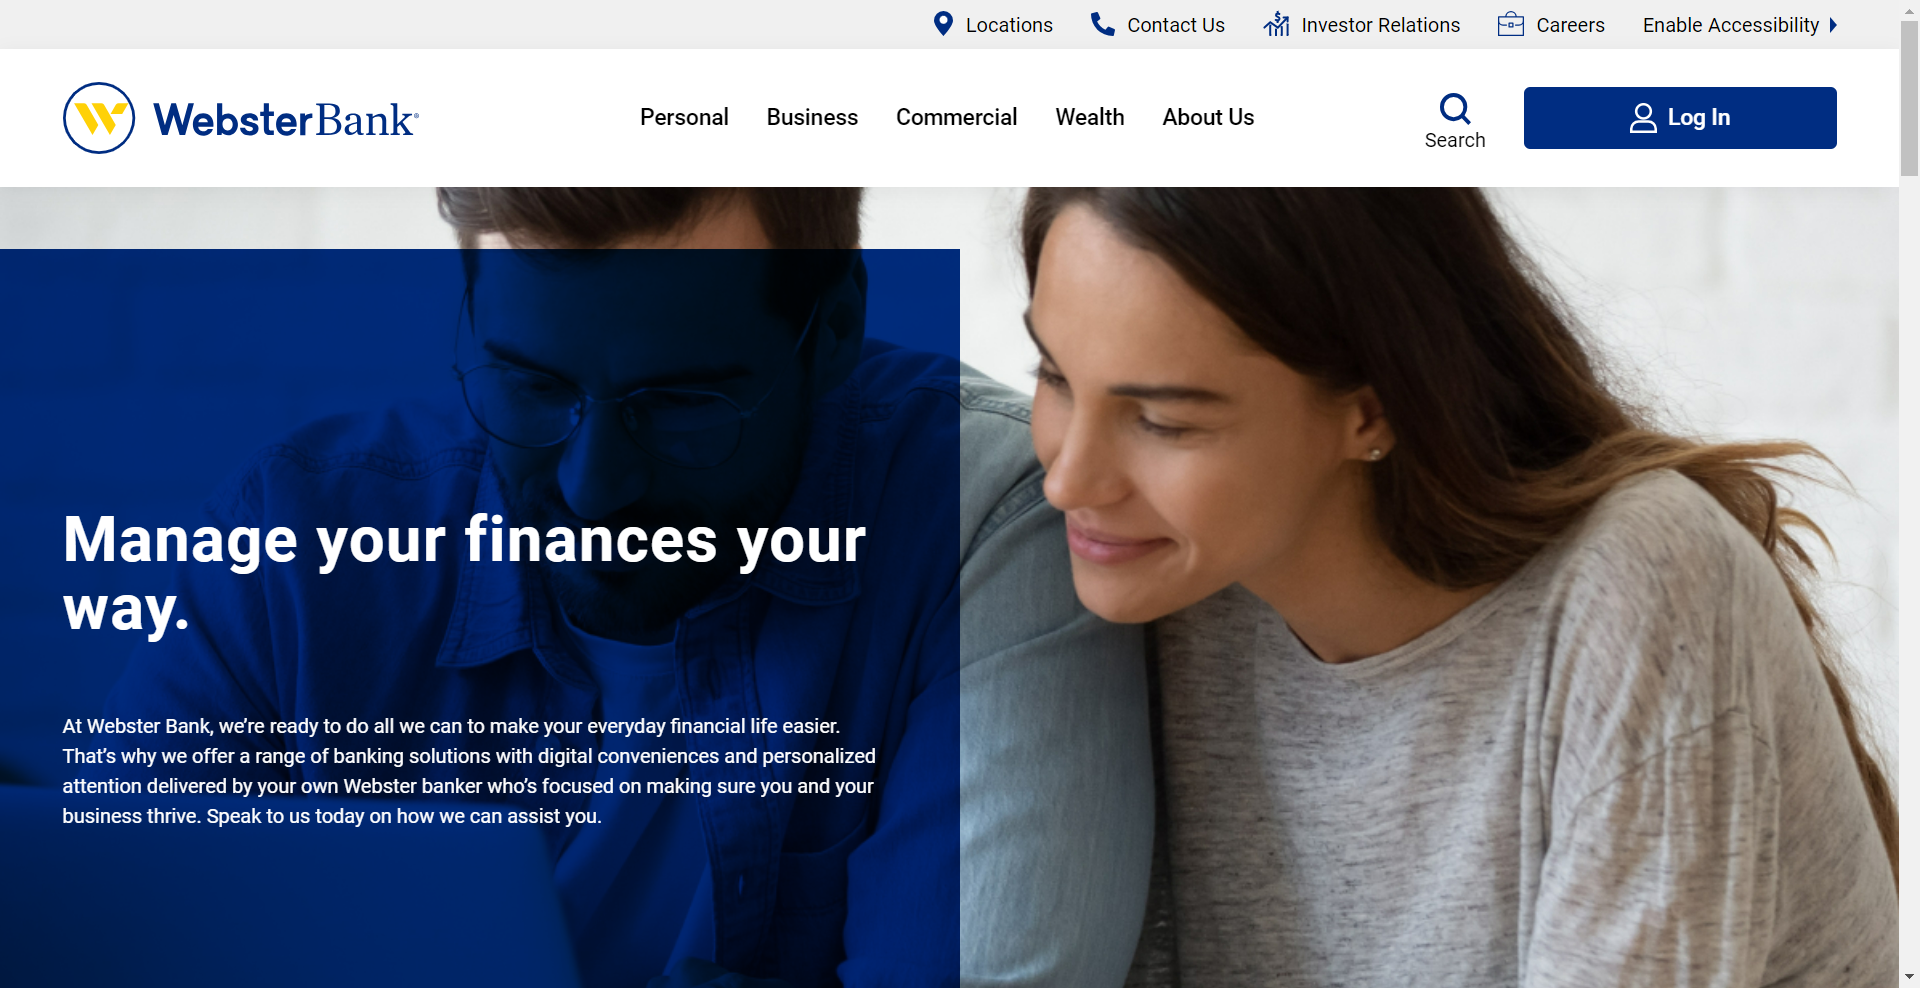 Locations
Contact Us
Investor Relations
Careers
Enable Accessibility
WebsterBank®
Personal
Business
Commercial
Wealth
About Us
Search
Log In
Manage your finances your
way.
At Webster Bank, we’re ready to do all we can to make your everyday financial life easier.
That’s why we offer a range of banking solutions with digital conveniences and personalized
attention delivered by your own Webster banker who’s focused on making sure you and your
business thrive. Speak to us today on how we can assist you.